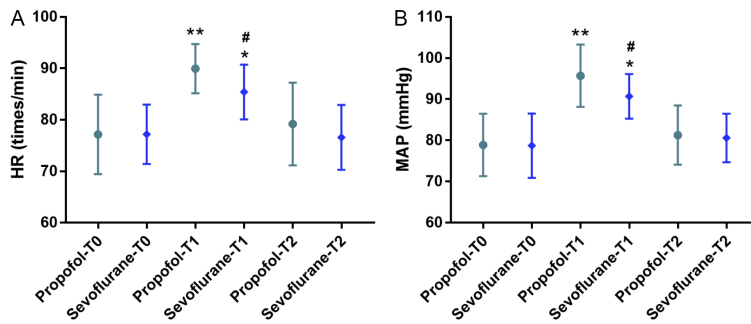 A
HR (times/min)
100
90
80
70
60
**
#
*
Propofol-T0
Sevoflurane-T0
Propofol-T1
Sevoflurane-T1
Propofol-T2
Sevoflurane-T2
B
MAP (mmHg)
110
100
90
80
70
60
**
#
*
Propofol-T0
Sevoflurane-T0
Propofol-T1
Sevoflurane-T1
Propofol-T2
Sevoflurane-T2